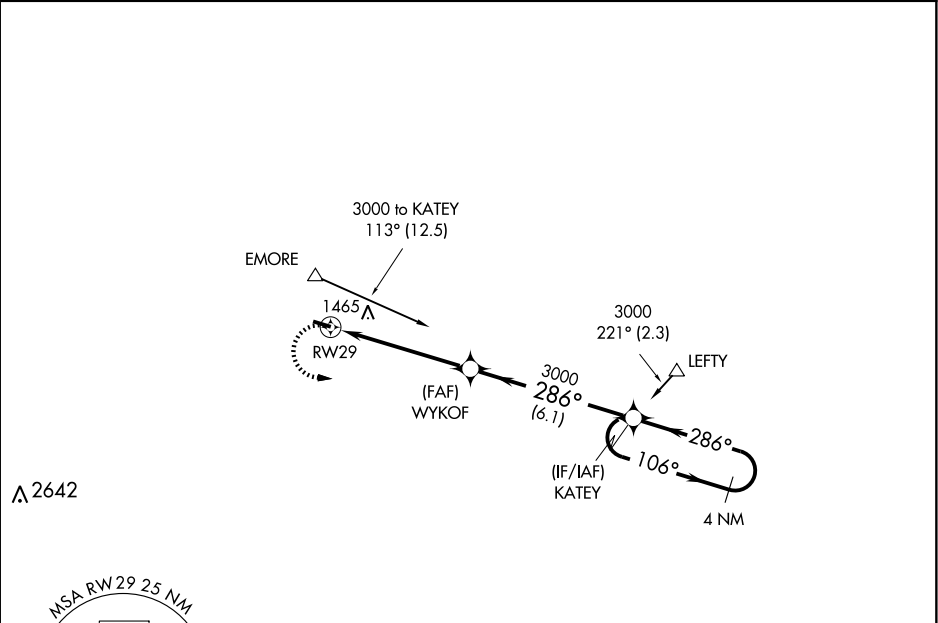 3000 to KATEY
113° (12.5)
EMORE
1465
RW29
3000
221° (2.3)
LEFTY
3000
286°
(6.1)
(FAF)
WYKOF
286°
106°
(IF/IAF)
KATEY
4 NM
2642
MSA RW29 25 NM